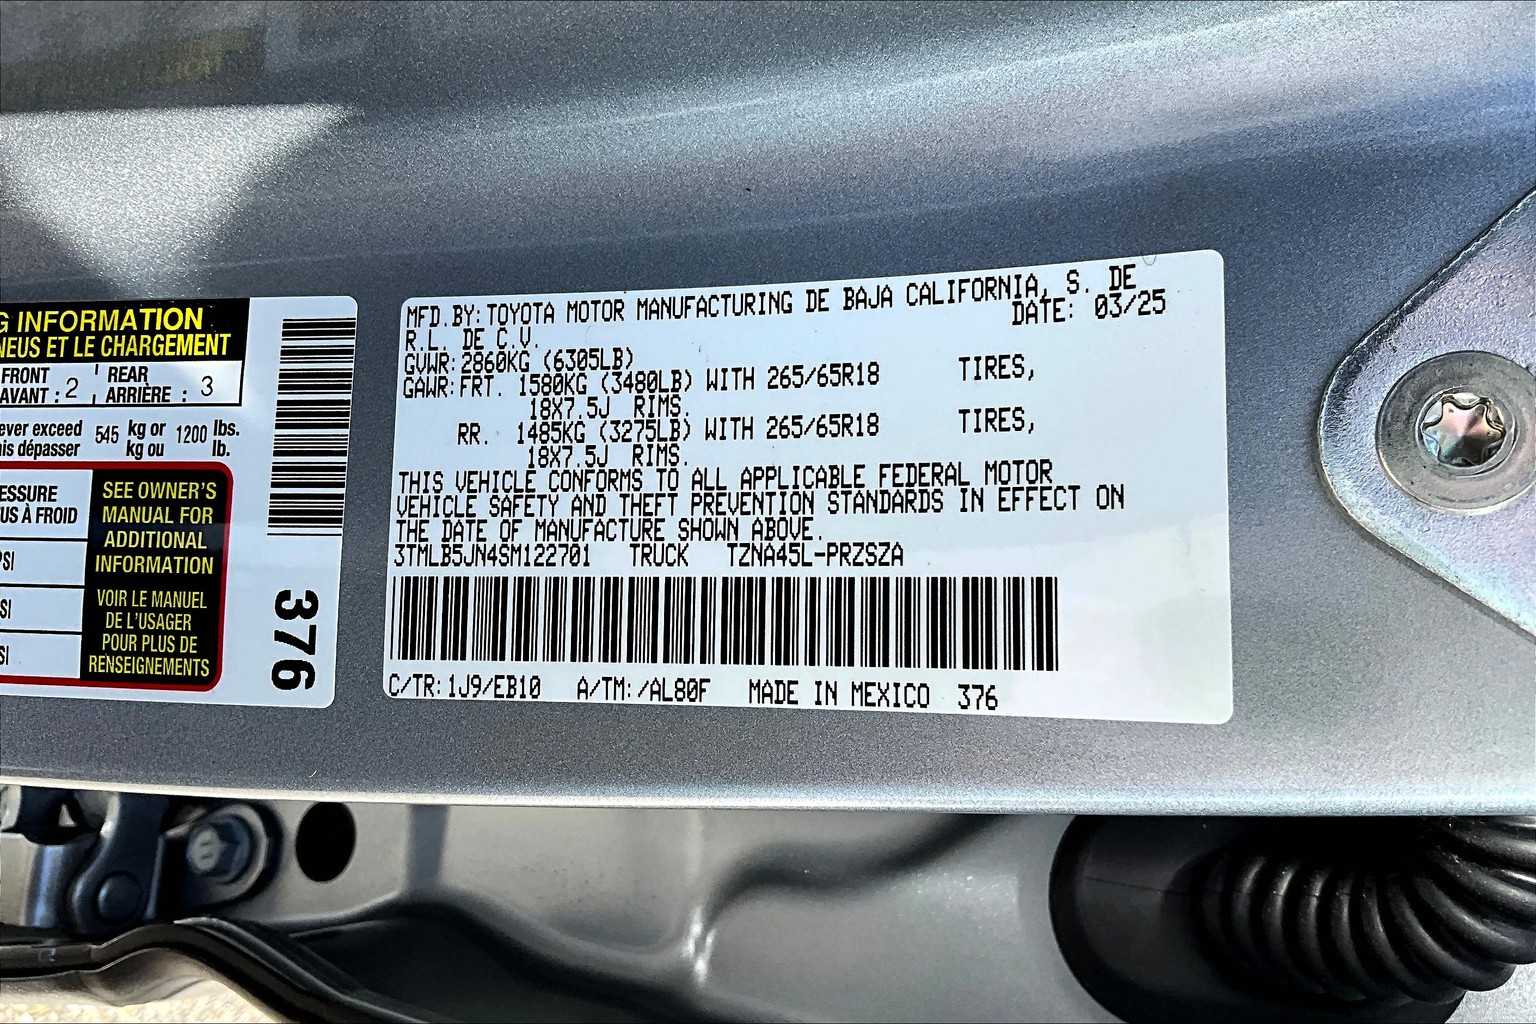 G INFORMATION
NEUS ET LE CHARGEMENT
FRONT REAR
AVANT : 2 ARRIÈRE : 3
ever exceed 545 kg or 1200 lbs.
is dépasser kg ou lb.
ESSURE
US À FROID
PSI
SI
SI
SEE OWNER'S
MANUAL FOR
ADDITIONAL
INFORMATION
VOIR LE MANUEL
DE L'USAGER
POUR PLUS DE
RENSEIGNEMENTS
376
MFD.BY: TOYOTA MOTOR MANUFACTURING DE BAJA CALIFORNIA, S. DE
R.L. DE C.V. DATE: 03/25
GVWR: 2860KG (6305LB)
GAWR: FRT. 1580KG (3480LB) WITH 265/65R18 TIRES,
18X7.5J RIMS.
RR. 1485KG (3275LB) WITH 265/65R18 TIRES,
18X7.5J RIMS.
THIS VEHICLE CONFORMS TO ALL APPLICABLE FEDERAL MOTOR
VEHICLE SAFETY AND THEFT PREVENTION STANDARDS IN EFFECT ON
THE DATE OF MANUFACTURE SHOWN ABOVE.
3TMLB5JN4SM122701 TRUCK TZNA45L-PRZSZA
C/TR: 1J9/EB10 A/TM: /AL80F MADE IN MEXICO 376